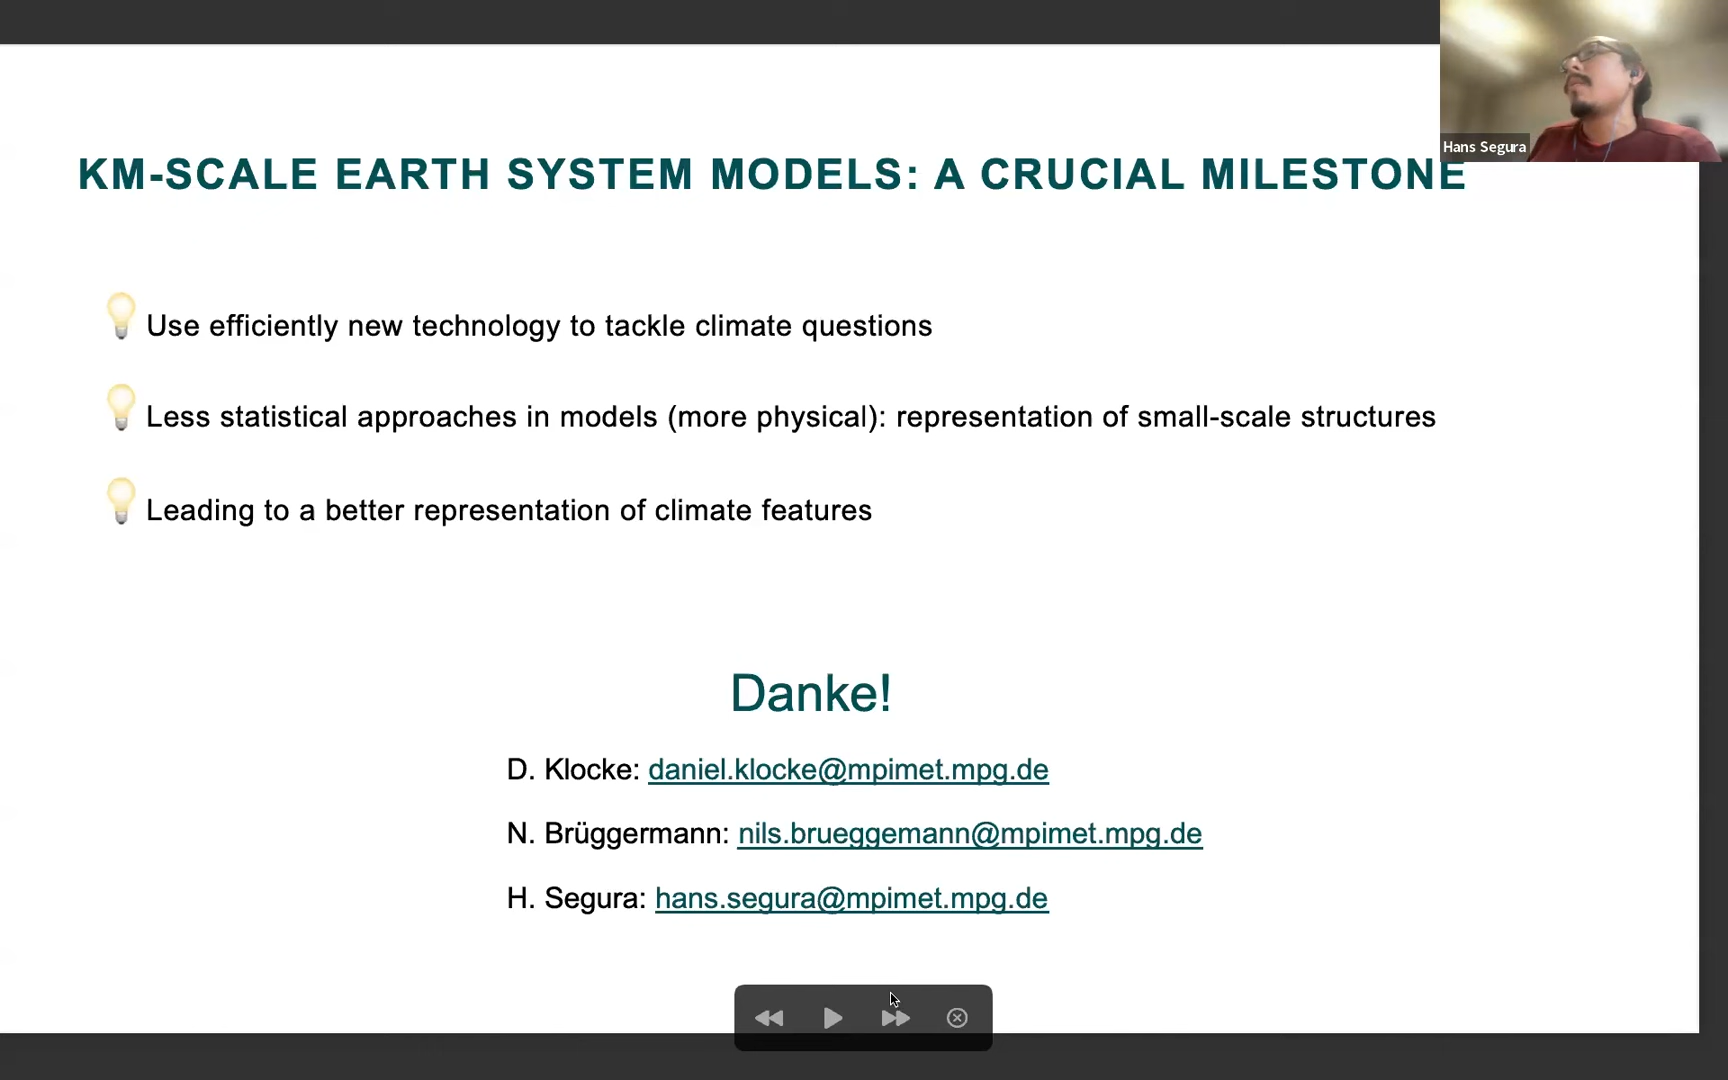 Hans Segura
KM-SCALE EARTH SYSTEM MODELS: A CRUCIAL MILESTONE
Use efficiently new technology to tackle climate questions
Less statistical approaches in models (more physical): representation of small-scale structures
Leading to a better representation of climate features
Danke!
D. Klocke: daniel.klocke@mpimet.mpg.de
N. Brüggermann: nils.brueggemann@mpimet.mpg.de
H. Segura: hans.segura@mpimet.mpg.de